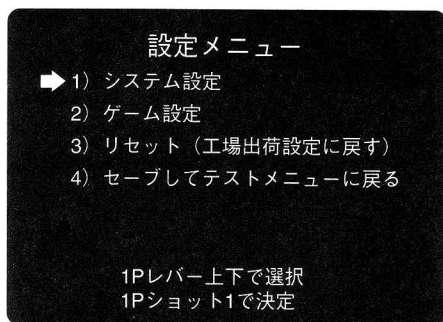 設定メニュー
1）システム設定
2）ゲーム設定
3）リセット（工場出荷設定に戻す）
4）セーブしてテストメニューに戻る
1Pレバー上下で選択
1Pショット1で決定